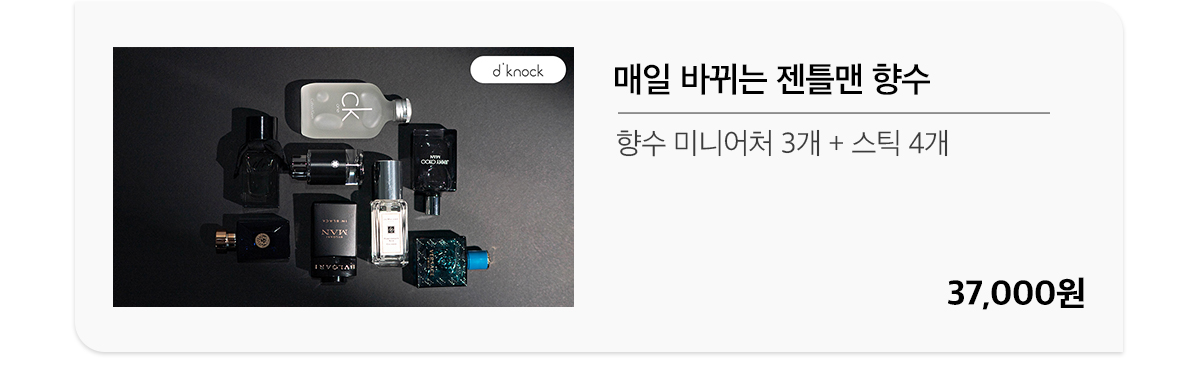 d'knock
매일 바뀌는 젠틀맨 향수
향수 미니어처 3개 + 스틱 4개
37,000원
ck
one
JIMMY CHOO
MAN
BVLGARI
MAN
IN BLACK